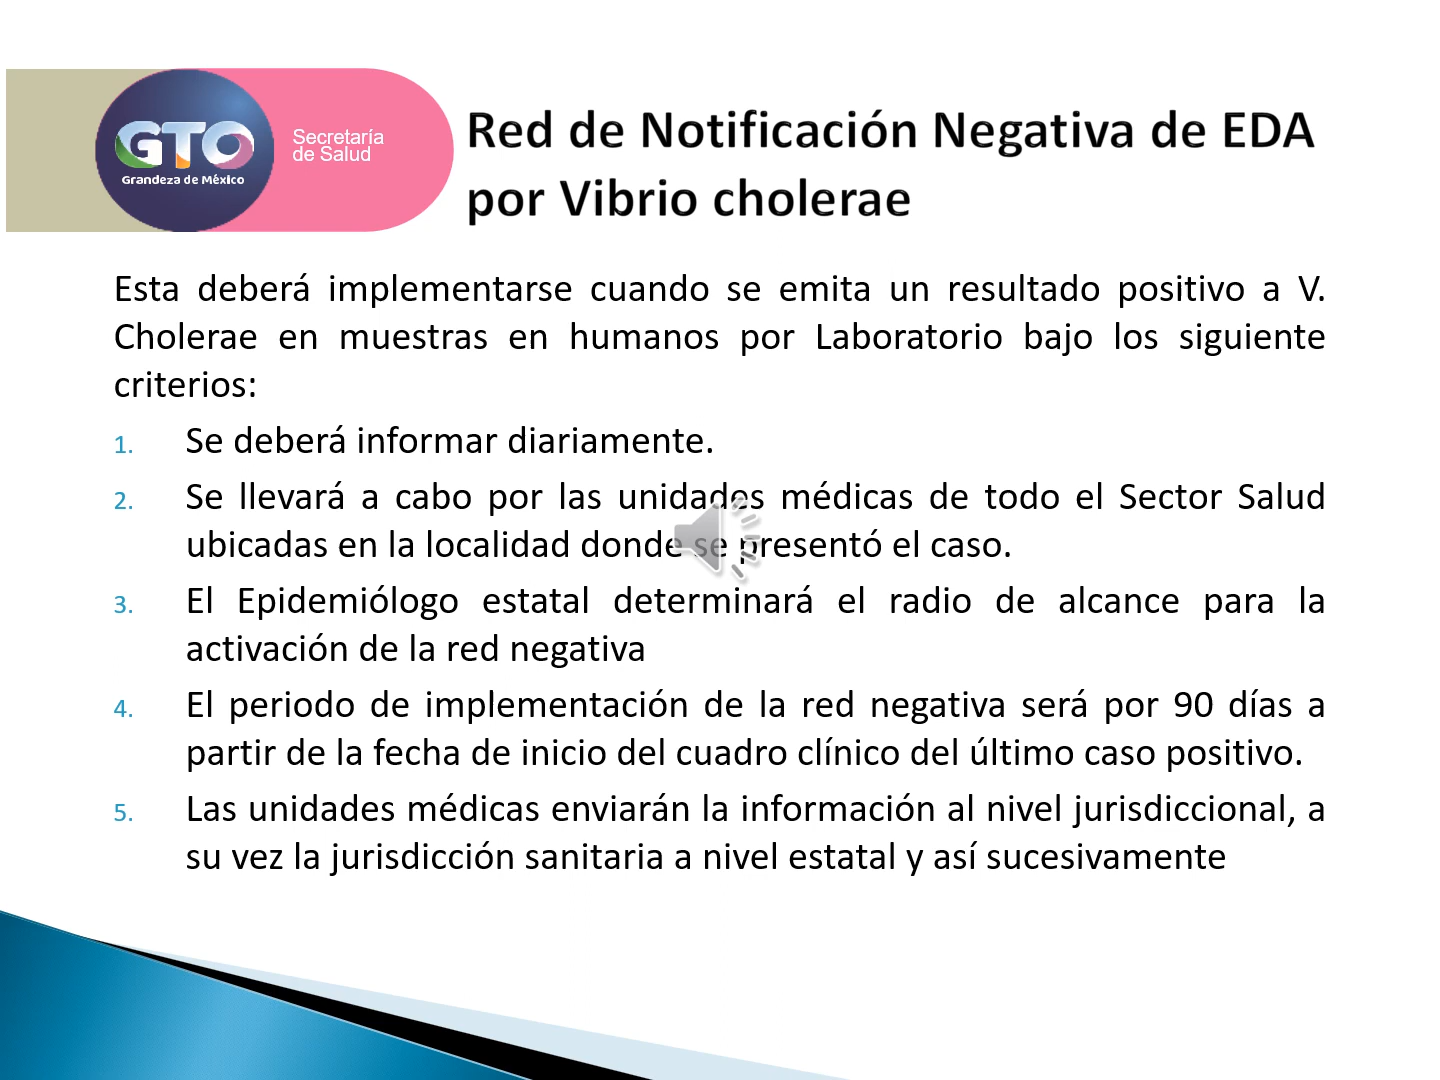 GTO
Grandeza de México
Secretaría
de Salud
Red de Notificación Negativa de EDA
por Vibrio cholerae
Esta deberá implementarse cuando se emita un resultado positivo a V.
Cholerae en muestras en humanos por Laboratorio bajo los siguiente
criterios:
1. Se deberá informar diariamente.
2. Se llevará a cabo por las unidades médicas de todo el Sector Salud
ubicadas en la localidad donde se presentó el caso.
3. El Epidemiólogo estatal determinará el radio de alcance para la
activación de la red negativa
4. El periodo de implementación de la red negativa será por 90 días a
partir de la fecha de inicio del cuadro clínico del último caso positivo.
5. Las unidades médicas enviarán la información al nivel jurisdiccional, a
su vez la jurisdicción sanitaria a nivel estatal y así sucesivamente